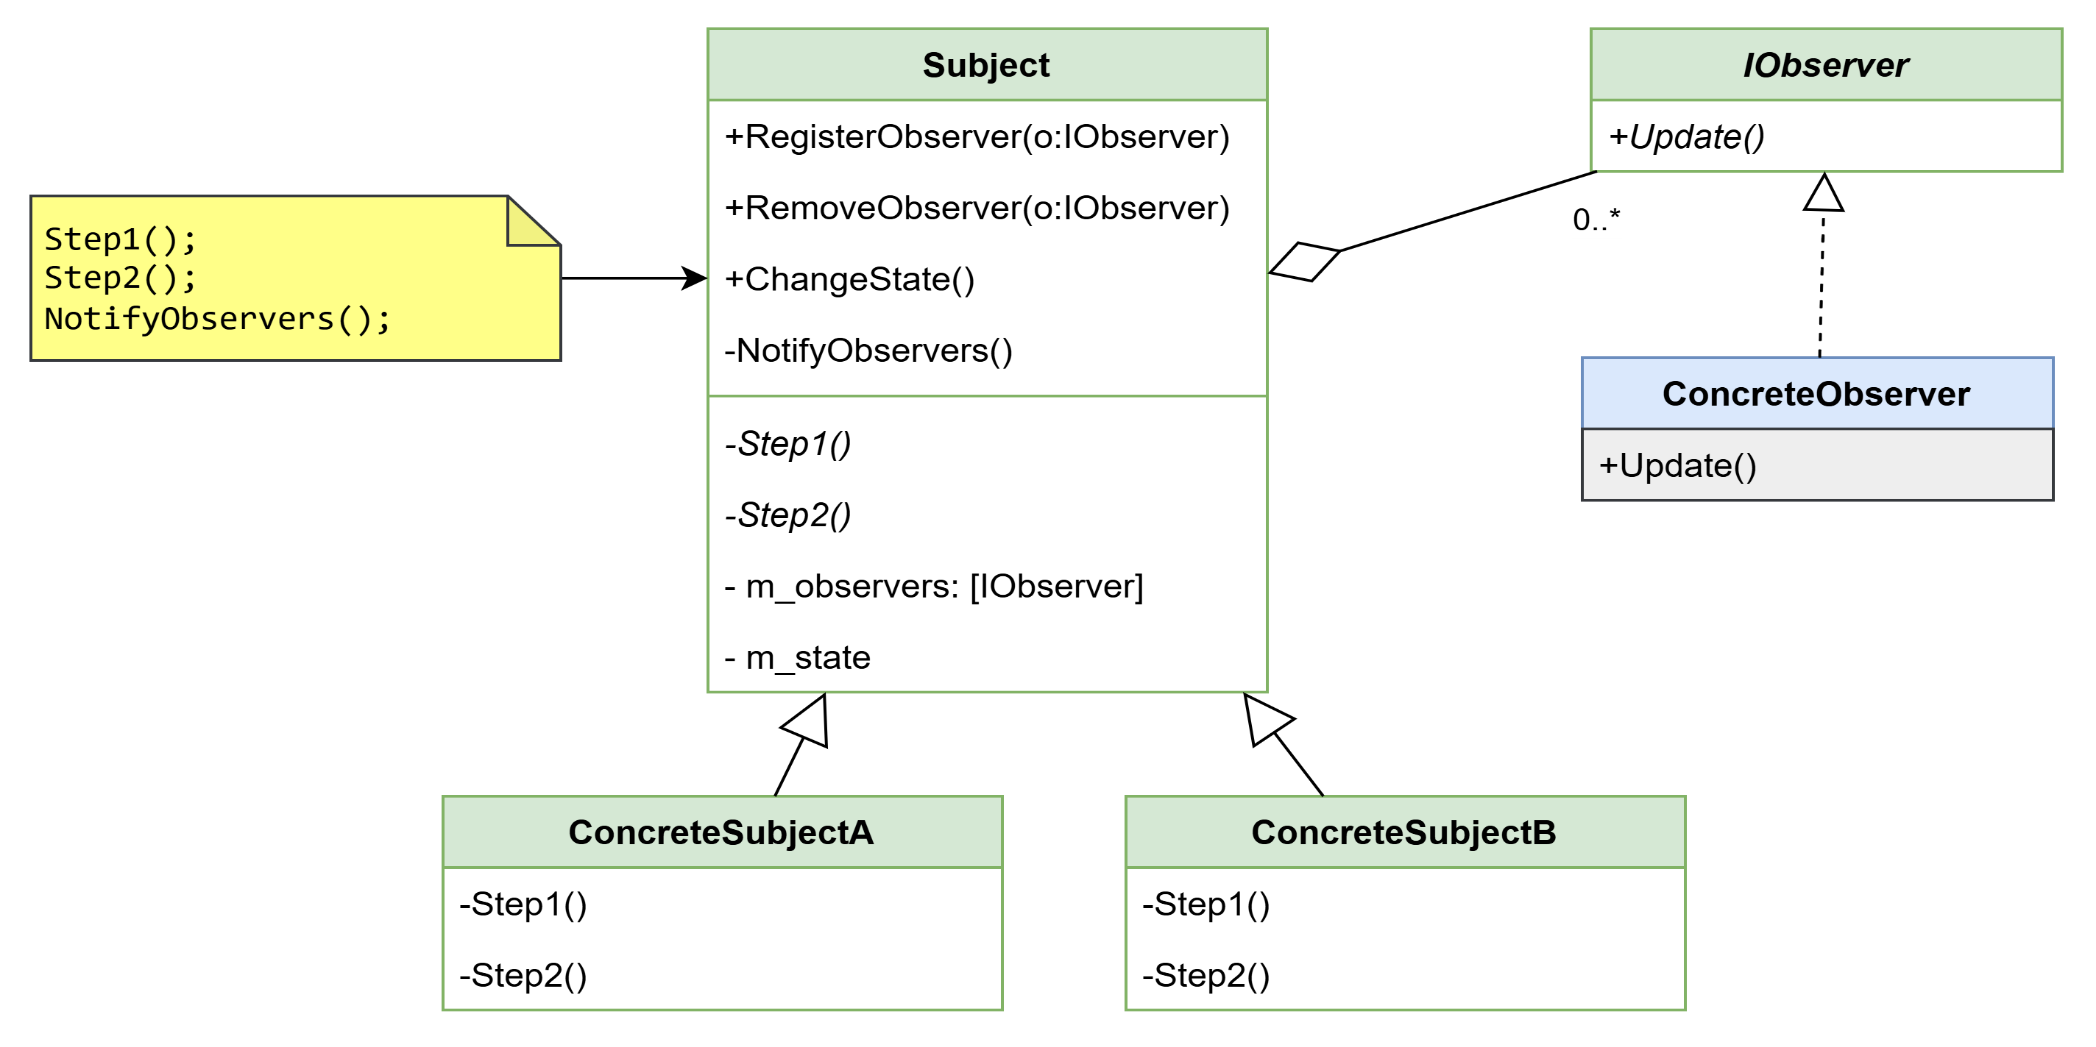 Subject
+RegisterObserver(o:IObserver)
+RemoveObserver(o:IObserver)
+ChangeState()
-NotifyObservers()
-Step1()
-Step2()
- m_observers: [IObserver]
- m_state
IObserver
+Update()
0..*
Step1();
Step2();
NotifyObservers();
ConcreteObserver
+Update()
ConcreteSubjectA
-Step1()
-Step2()
ConcreteSubjectB
-Step1()
-Step2()